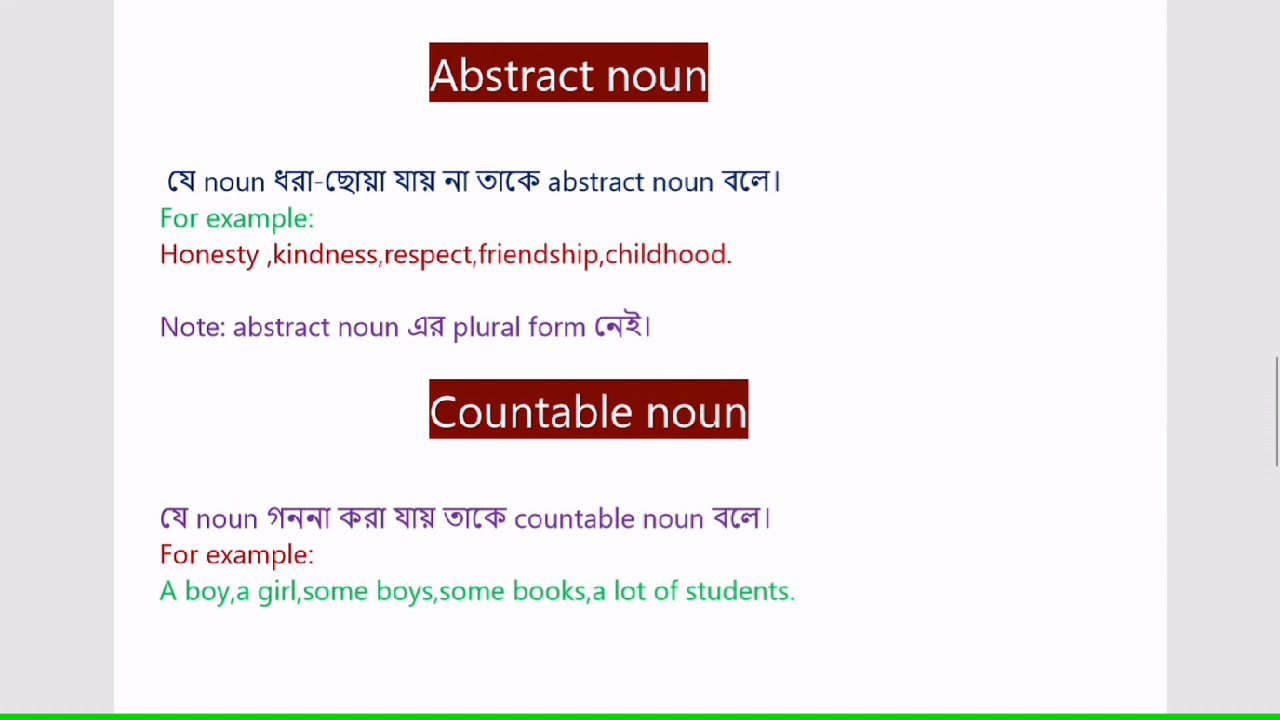 Abstract noun
যে noun ধরা-ছোয়া যায় না তাকে abstract noun বলে।
For example:
Honesty ,kindness,respect,friendship,childhood.
Note: abstract noun এর plural form নেই।
Countable noun
যে noun গননা করা যায় তাকে countable noun বলে।
For example:
A boy,a girl,some boys,some books,a lot of students.